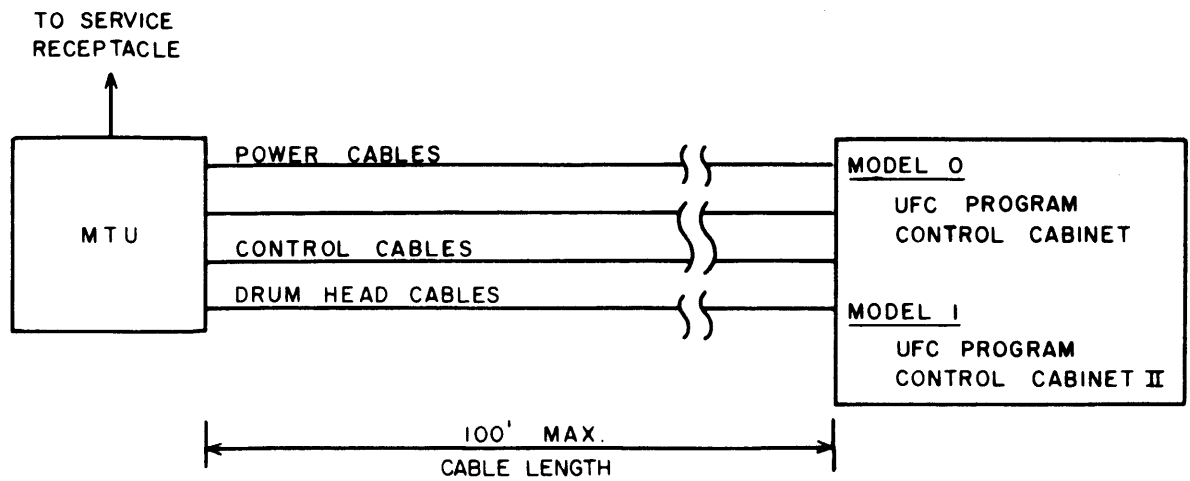 TO SERVICE
RECEPTACLE
MTU
POWER CABLES
CONTROL CABLES
DRUM HEAD CABLES
MODEL 0
UFC PROGRAM
CONTROL CABINET
MODEL 1
UFC PROGRAM
CONTROL CABINET II
100' MAX.
CABLE LENGTH